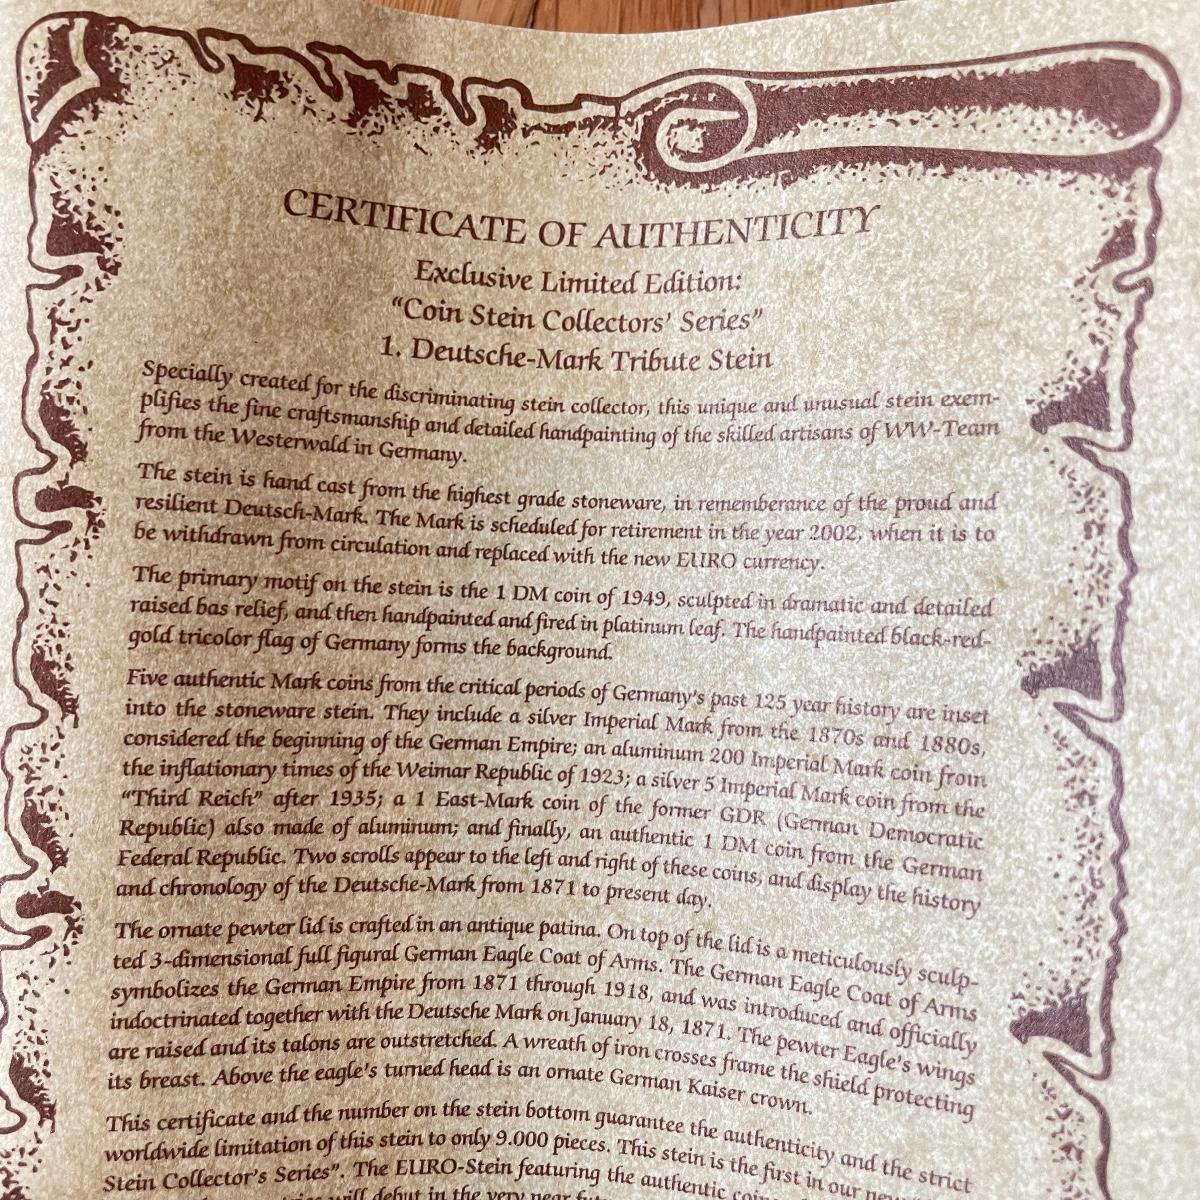 CERTIFICATE OF AUTHENTICITY
Exclusive Limited Edition:
“Coin Stein Collectors’ Series”
1. Deutsche-Mark Tribute Stein
Specially created for the discriminating stein collector, this unique and unusual stein exem-
plifies the fine craftsmanship and detailed handpainting of the skilled artisans of WW-Team
from the Westerwald in Germany.
The stein is hand cast from the highest grade stoneware, in rememberance of the proud and
resilient Deutsch-Mark. The Mark is scheduled for retirement in the year 2002, when it is to
be withdrawn from circulation and replaced with the new EURO currency.
The primary motif on the stein is the 1 DM coin of 1949, sculpted in dramatic and detailed
raised bas relief, and then handpainted and fired in platinum leaf. The handpainted black-red-
gold tricolor flag of Germany forms the background.
Five authentic Mark coins from the critical periods of Germany’s past 125 year history are inset
into the stoneware stein. They include a silver Imperial Mark from the 1870s and 1880s,
considered the beginning of the German Empire; an aluminum 200 Imperial Mark coin from
the inflationary times of the Weimar Republic of 1923; a silver 5 Imperial Mark coin from the
“Third Reich” after 1935; a 1 East-Mark coin of the former GDR (German Democratic
Republic) also made of aluminum; and finally, an authentic 1 DM coin from the German
Federal Republic. Two scrolls appear to the left and right of these coins, and display the history
and chronology of the Deutsche-Mark from 1871 to present day.
The ornate pewter lid is crafted in an antique patina. On top of the lid is a meticulously sculp-
ted 3-dimensional full figural German Eagle Coat of Arms. The German Eagle Coat of Arms
symbolizes the German Empire from 1871 through 1918, and was introduced and officially
indoctrinated together with the Deutsche Mark on January 18, 1871. The pewter Eagle’s wings
are raised and its talons are outstretched. A wreath of iron crosses frame the shield protecting
its breast. Above the eagle’s turned head is an ornate German Kaiser crown.
This certificate and the number on the stein bottom guarantee the authenticity and the strict
worldwide limitation of this stein to only 9.000 pieces. This stein is the first in our new
Stein Collector’s Series”. The EURO-Stein featuring the authentic coins
will debut in the very near